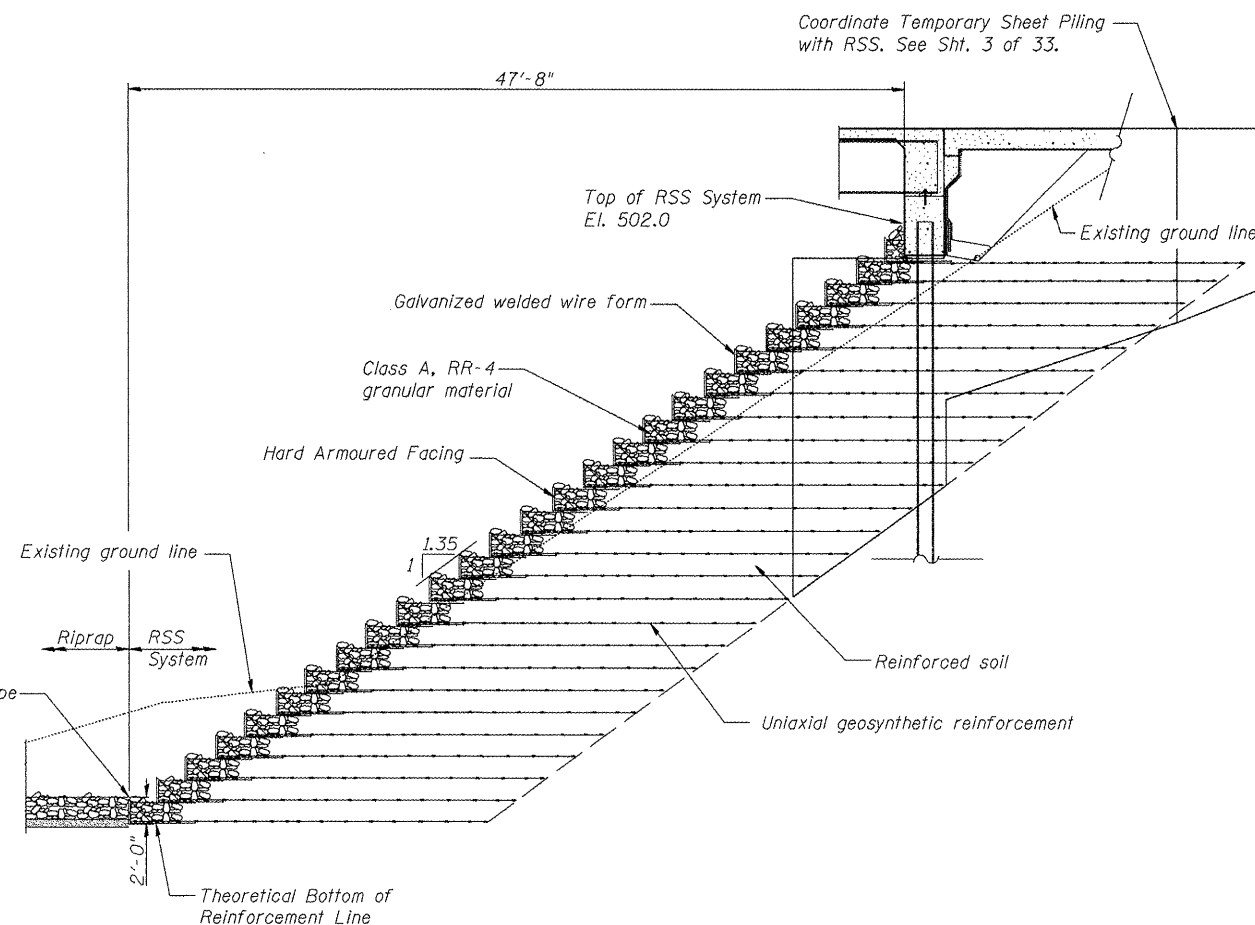 Coordinate Temporary Sheet Piling
with RSS. See Sht. 3 of 33.
47'-8"
Top of RSS System
El. 502.0
Existing ground line
Galvanized welded wire form
Class A, RR-4
granular material
Hard Armoured Facing
1.35
1
Existing ground line
Riprap
RSS
System
Reinforced soil
pe
Uniaxial geosynthetic reinforcement
2'-0"
Theoretical Bottom of
Reinforcement Line